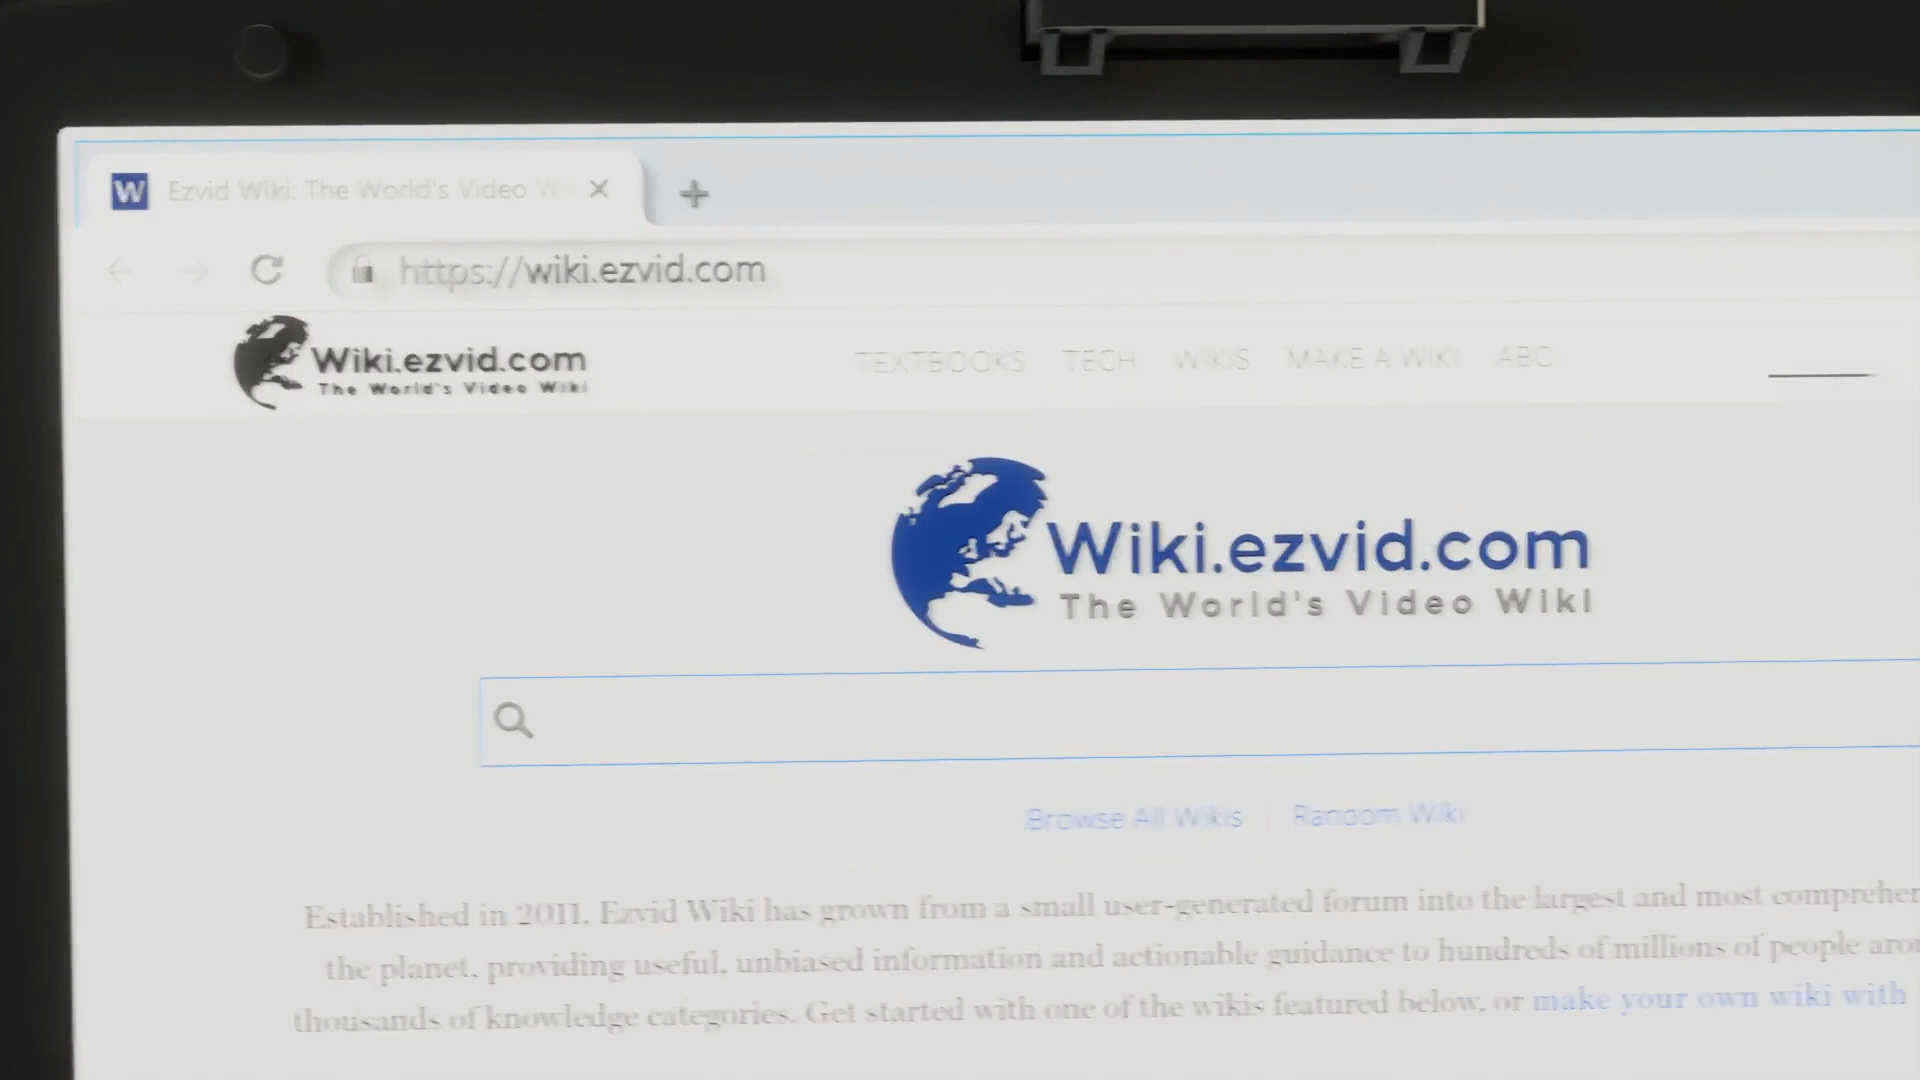 W Ezvid Wiki: The World's Video W
https://wiki.ezvid.com
Wiki.ezvid.com
The World's Video Wiki
TEXTBOOKS TECH WIKIS MAKE A WIKI ABO
Wiki.ezvid.com
The World's Video Wiki
Browse All Wikis Random Wiki
Established in 2011, Ezvid Wiki has grown from a small user-generated forum into the largest and most comprehen
the planet, providing useful, unbiased information and actionable guidance to hundreds of millions of people arou
thousands of knowledge categories. Get started with one of the wikis featured below, or make your own wiki with